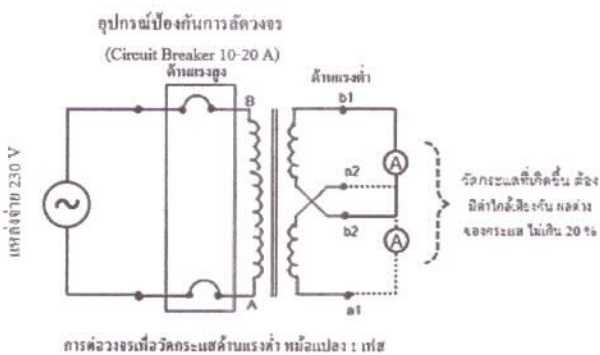 อุปกรณ์ป้องกันการลัดวงจร
(Circuit Breaker 10-20 A)
ด้านแรงสูง
ด้านแรงต่ำ
B
b1
A
a2
b2
A
A
a1
แหล่งจ่าย 230 V
วัดกระแสที่เกิดขึ้น ต้อง
มีค่าใกล้เคียงกัน ผลต่าง
ของกระแส ไม่เกิน 20 %
การต่อวงจรเพื่อวัดกระแสด้านแรงต่ำ หม้อแปลง 1 เฟส